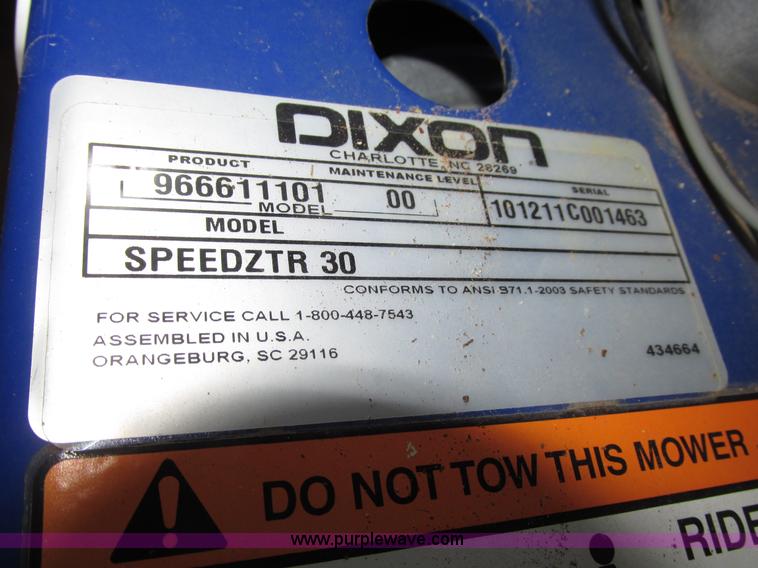 DIXON
CHARLOTTE, NC 28269
PRODUCT MAINTENANCE LEVEL SERIAL
966611101 00 101211C001463
MODEL
MODEL
SPEEDZTR 30
CONFORMS TO ANSI B71.1-2003 SAFETY STANDARDS
FOR SERVICE CALL 1-800-448-7543
ASSEMBLED IN U.S.A.
ORANGEBURG, SC 29116
434664
DO NOT TOW THIS MOWER
RIDE
www.purplewave.com